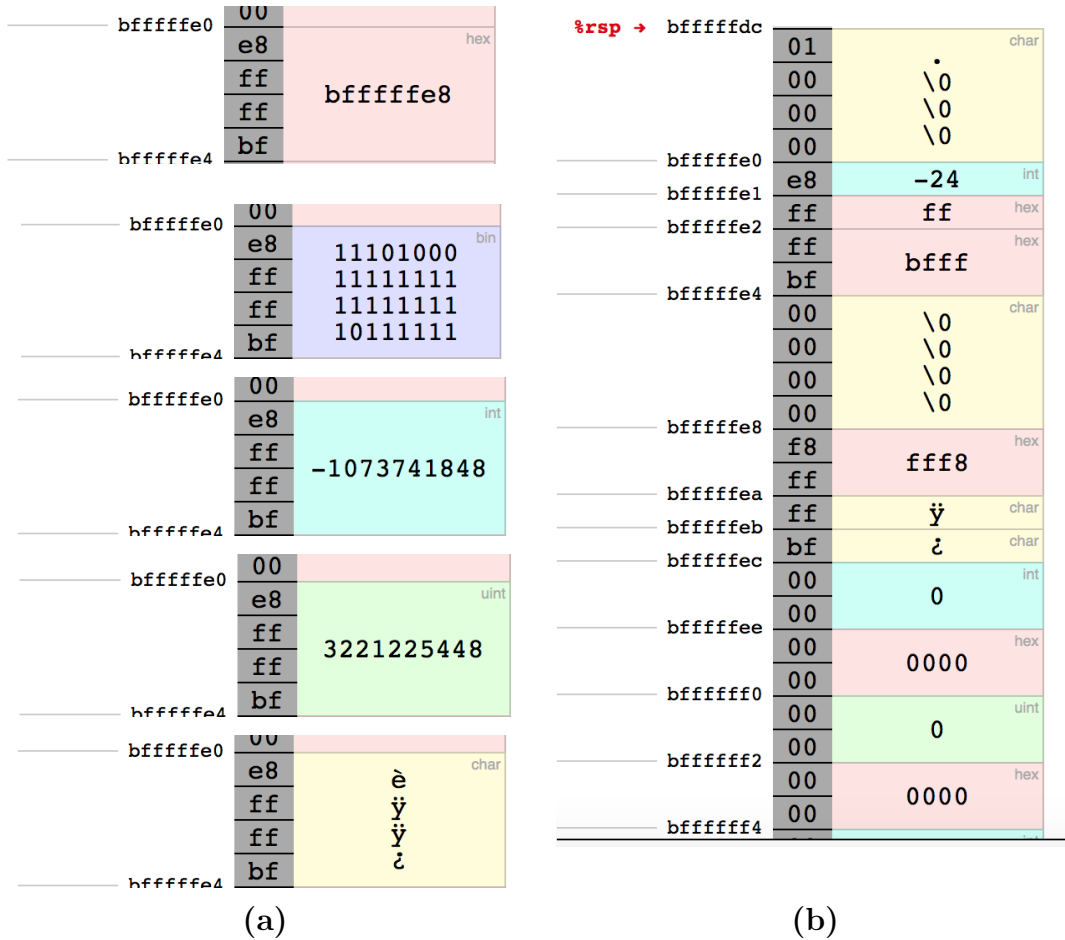 00
bfffffe0
e8 hex
ff
bfffffe8
ff
bf
bfffffe4
00
bfffffe0
e8 bin
11101000
ff 11111111
ff 11111111
bf 10111111
bfffffe4
00
bfffffe0
e8 int
ff
-1073741848
ff
bf
bfffffe4
00
bfffffe0
e8 uint
ff
3221225448
ff
bf
bfffffe4
00
bfffffe0
e8 char
è
ff ÿ
ff ÿ
bf ¿
bfffffe4
(a)
%rsp → bfffffdc
01 char
.
00 \0
00 \0
00 \0
bfffffe0
e8 -24 int
bfffffe1
ff ff hex
bfffffe2
ff hex
bfff
bf
bfffffe4
00 char
\0
00 \0
00 \0
00 \0
bfffffe8
f8 hex
fff8
ff
bfffffea
ff ÿ char
bfffffeb
bf ¿ char
bfffffec
00 int
0
00
bfffffee
00 hex
0000
00
bffffff0
00 uint
0
00
bffffff2
00 hex
0000
00
bffffff4
(b)